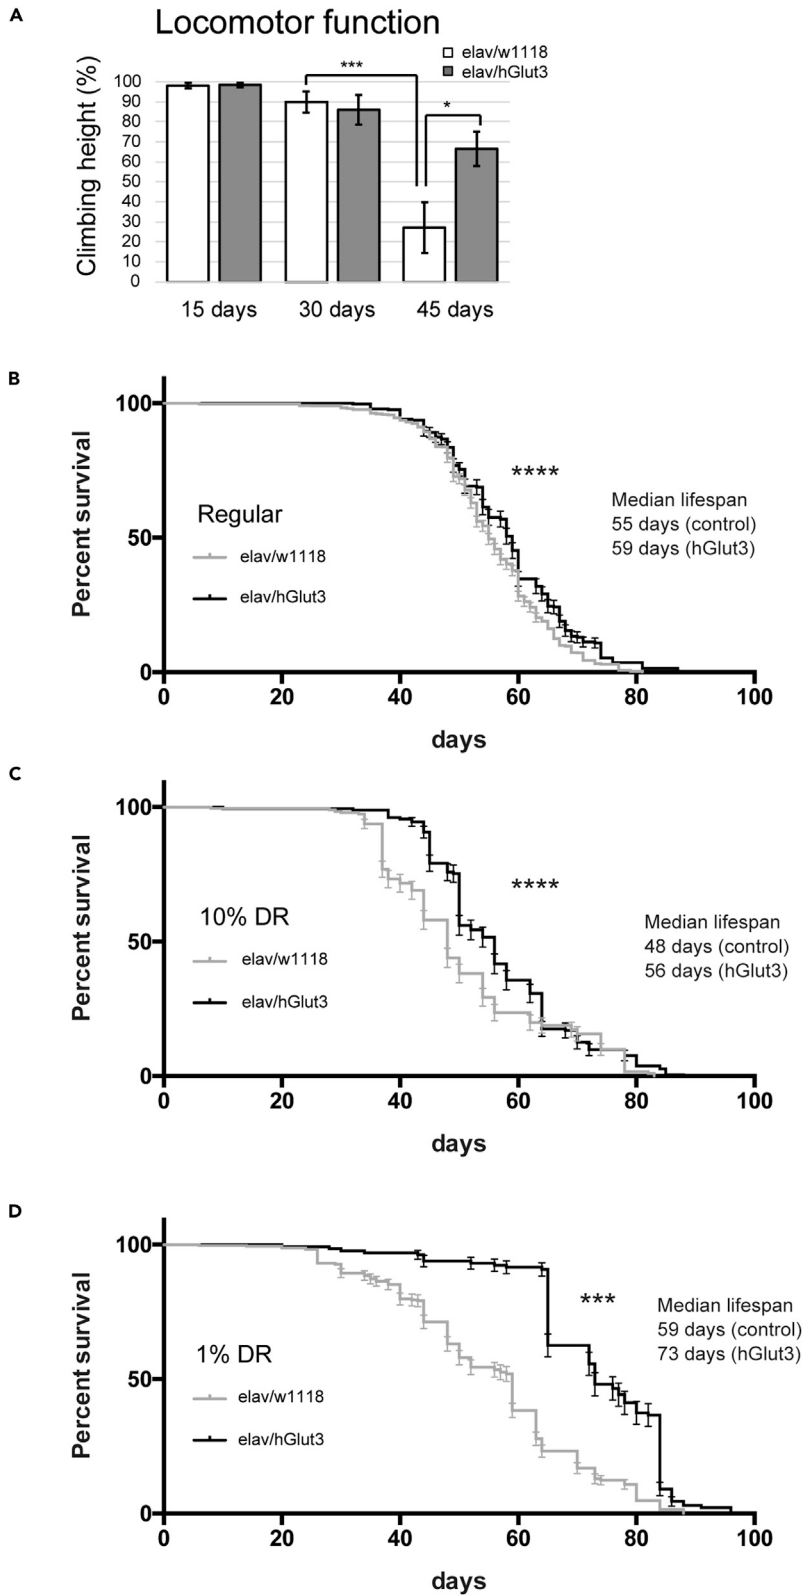 A
Locomotor function
elav/w1118
elav/hGlut3
***
*
Climbing height (%)
100
90
80
70
60
50
40
30
20
10
0
15 days
30 days
45 days
B
Percent survival
100
50
0
Regular
elav/w1118
elav/hGlut3
****
Median lifespan
55 days (control)
59 days (hGlut3)
0 20 40 60 80 100
days
C
Percent survival
100
50
0
10% DR
elav/w1118
elav/hGlut3
****
Median lifespan
48 days (control)
56 days (hGlut3)
0 20 40 60 80 100
days
D
Percent survival
100
50
0
1% DR
elav/w1118
elav/hGlut3
***
Median lifespan
59 days (control)
73 days (hGlut3)
0 20 40 60 80 100
days